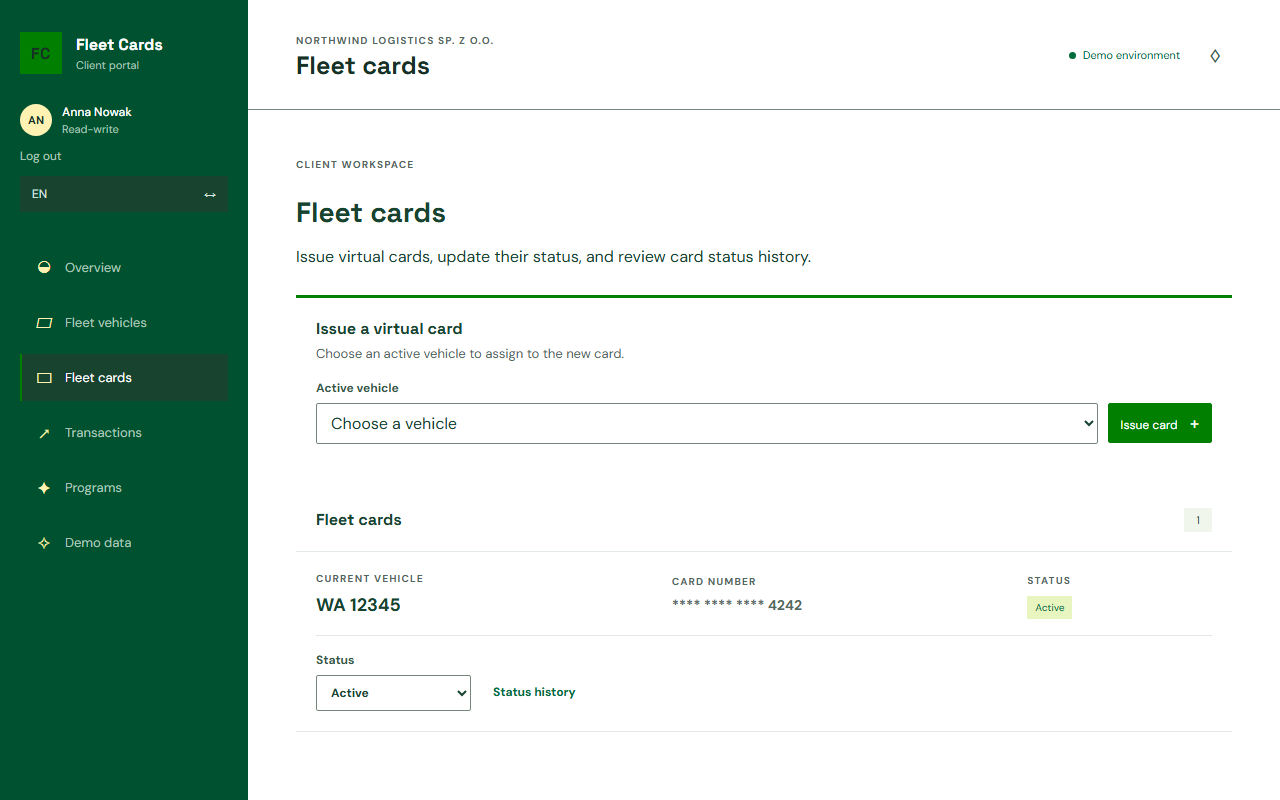 FC
Fleet Cards
Client portal
AN
Anna Nowak
Read-write
Log out
EN
Overview
Fleet vehicles
Fleet cards
Transactions
Programs
Demo data
NORTHWIND LOGISTICS SP. Z O.O.
Fleet cards
Demo environment
CLIENT WORKSPACE
Fleet cards
Issue virtual cards, update their status, and review card status history.
Issue a virtual card
Choose an active vehicle to assign to the new card.
Active vehicle
Choose a vehicle
Issue card +
Fleet cards
1
CURRENT VEHICLE
WA 12345
CARD NUMBER
**** **** **** 4242
STATUS
Active
Status
Active
Status history